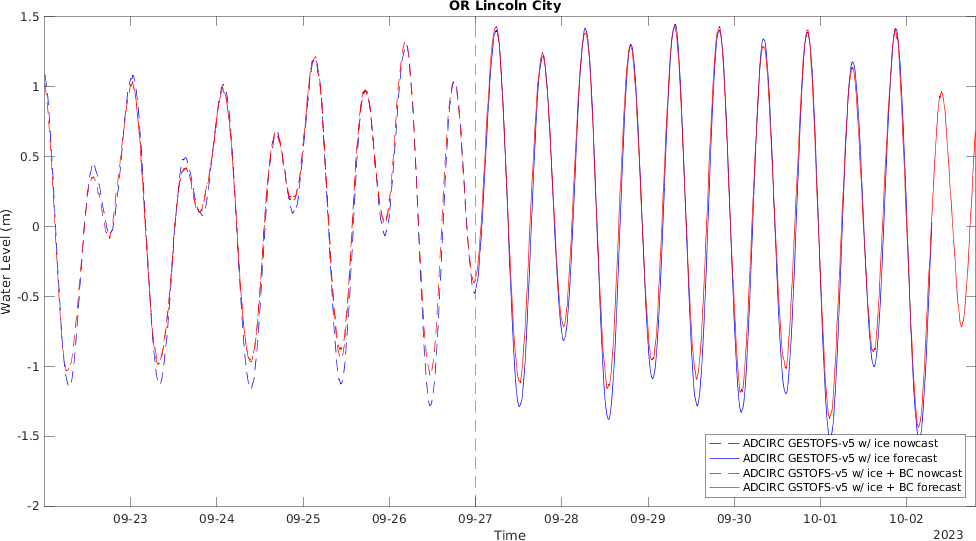 OR Lincoln City
1.5
1
0.5
0
-0.5
-1
-1.5
-2
Water Level (m)
09-23
09-24
09-25
09-26
09-27
09-28
09-29
09-30
10-01
10-02
Time
2023
ADCIRC GESTOFS-v5 w/ ice nowcast
ADCIRC GESTOFS-v5 w/ ice forecast
ADCIRC GSTOFS-v5 w/ ice + BC nowcast
ADCIRC GSTOFS-v5 w/ ice + BC forecast